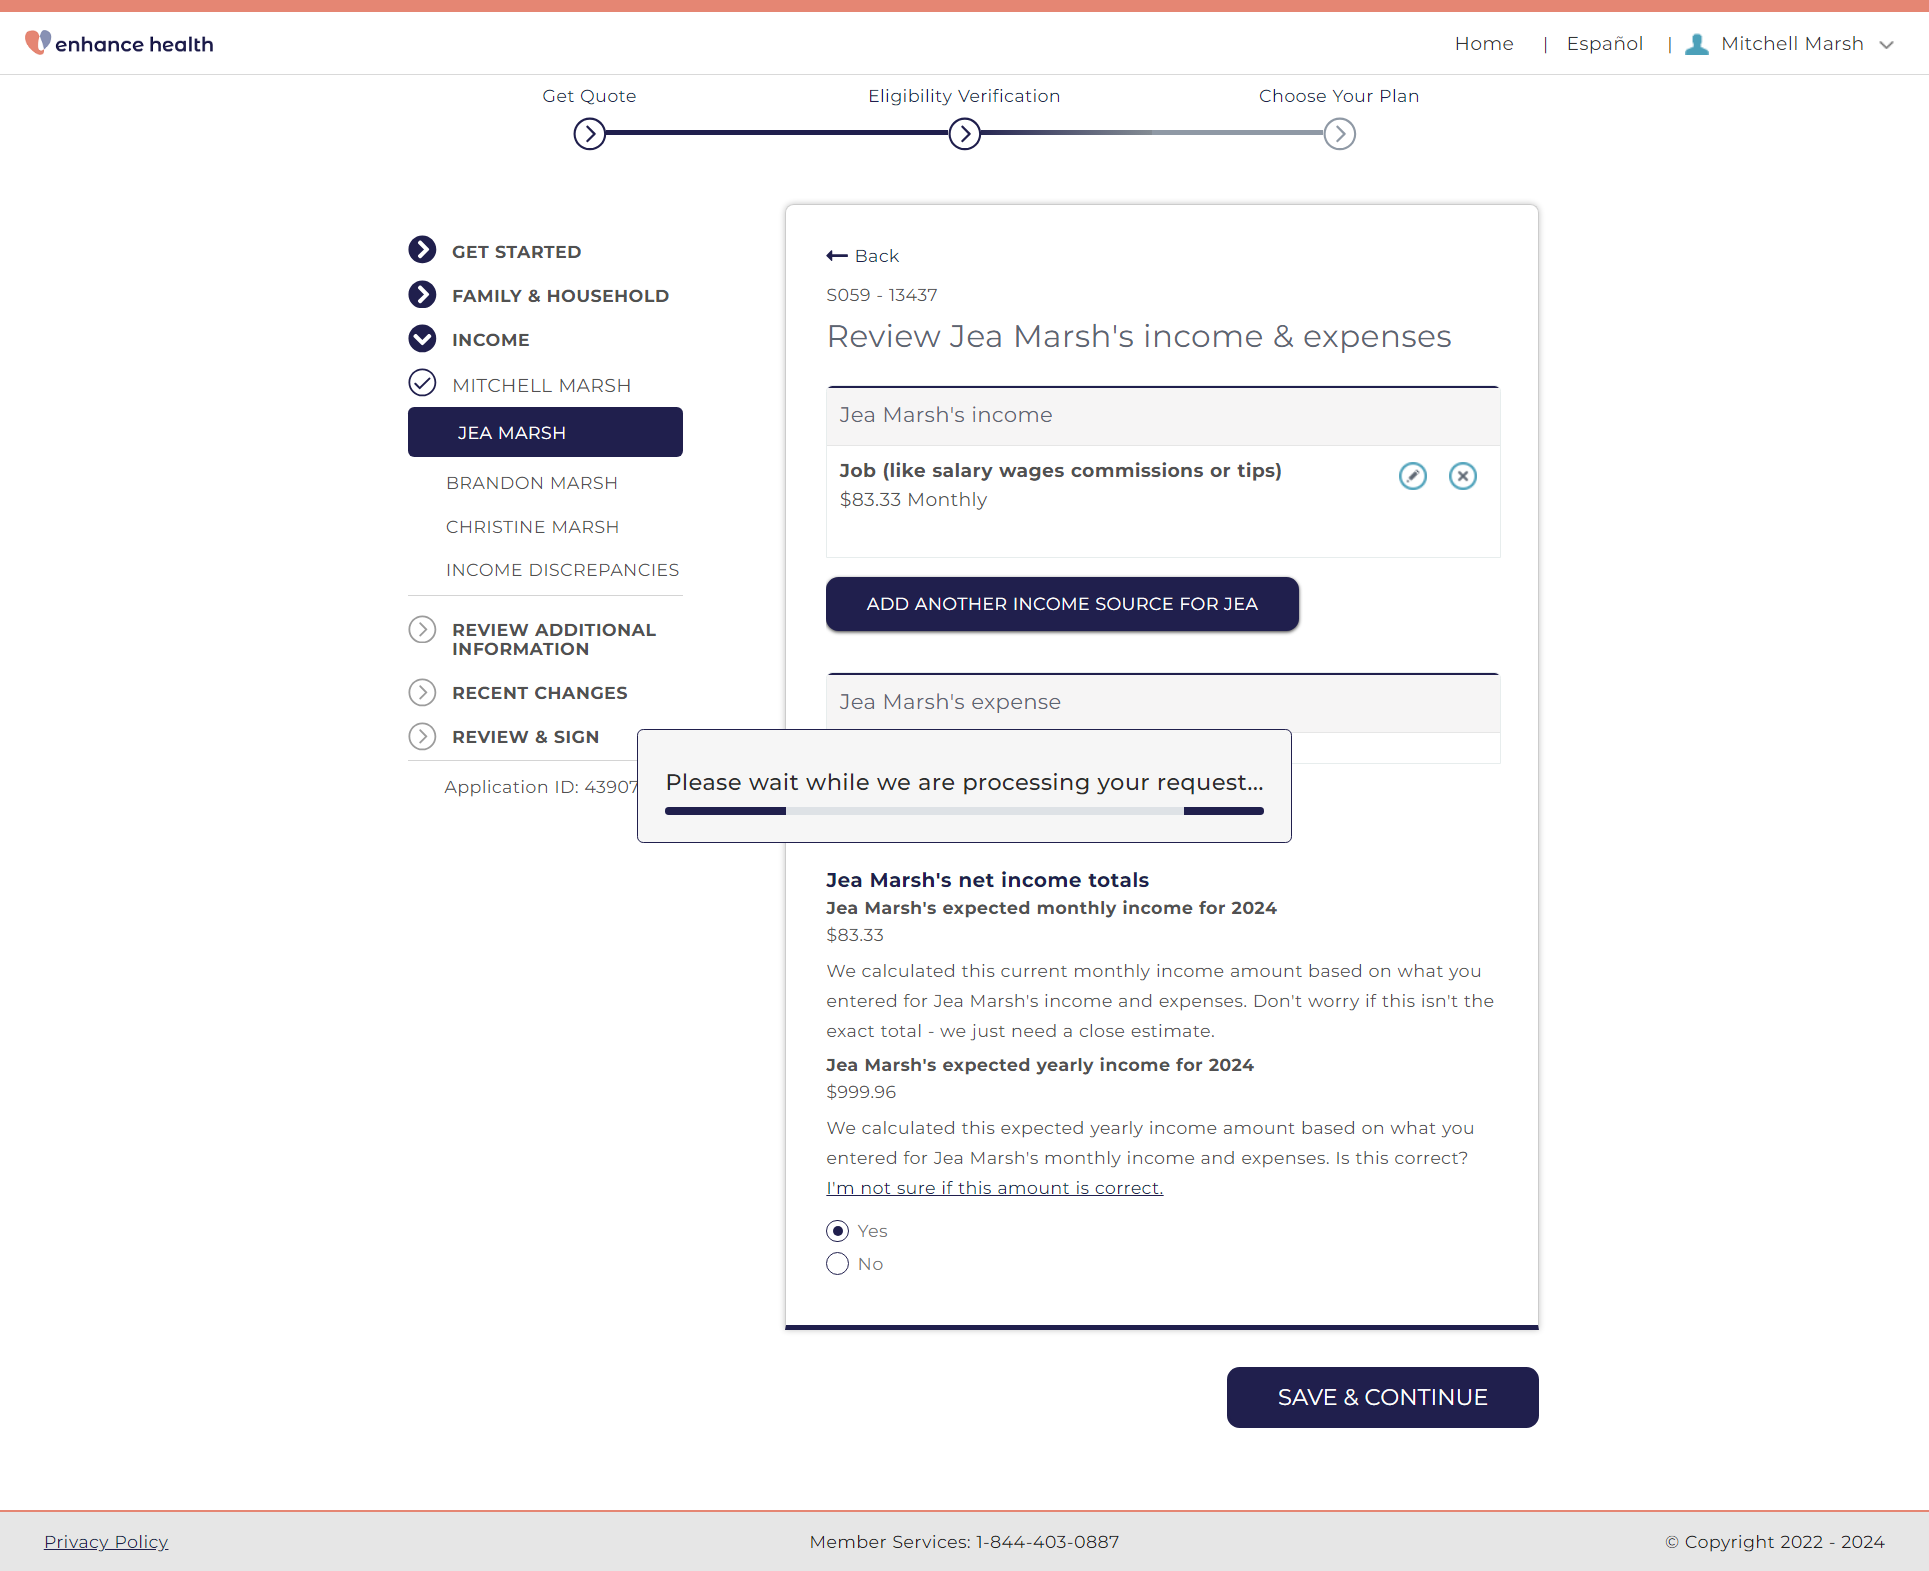 enhance health
Home | Español | Mitchell Marsh
Get Quote
Eligibility Verification
Choose Your Plan
GET STARTED
FAMILY & HOUSEHOLD
INCOME
MITCHELL MARSH
JEA MARSH
BRANDON MARSH
CHRISTINE MARSH
INCOME DISCREPANCIES
REVIEW ADDITIONAL
INFORMATION
RECENT CHANGES
REVIEW & SIGN
Application ID: 43907
Back
S059 - 13437
Review Jea Marsh's income & expenses
Jea Marsh's income
Job (like salary wages commissions or tips)
$83.33 Monthly
ADD ANOTHER INCOME SOURCE FOR JEA
Jea Marsh's expense
Please wait while we are processing your request...
Jea Marsh's net income totals
Jea Marsh's expected monthly income for 2024
$83.33
We calculated this current monthly income amount based on what you
entered for Jea Marsh's income and expenses. Don't worry if this isn't the
exact total - we just need a close estimate.
Jea Marsh's expected yearly income for 2024
$999.96
We calculated this expected yearly income amount based on what you
entered for Jea Marsh's monthly income and expenses. Is this correct?
I'm not sure if this amount is correct.
Yes
No
SAVE & CONTINUE
Privacy Policy
Member Services: 1-844-403-0887
© Copyright 2022 - 2024